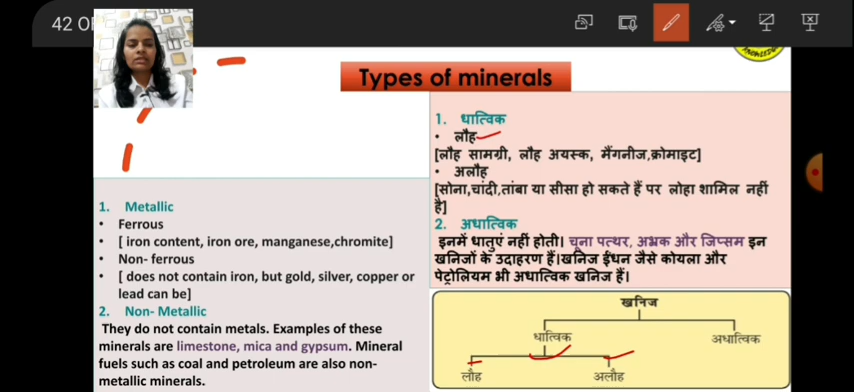 42 OF
Types of minerals
1. Metallic
• Ferrous
• [ iron content, iron ore, manganese,chromite]
• Non- ferrous
• [ does not contain iron, but gold, silver, copper or
lead can be]
2. Non- Metallic
They do not contain metals. Examples of these
minerals are limestone, mica and gypsum. Mineral
fuels such as coal and petroleum are also non-
metallic minerals.
1. धात्विक
• लौह
[लौह सामग्री, लौह अयस्क, मैंगनीज,क्रोमाइट]
• अलौह
[सोना,चांदी,तांबा या सीसा हो सकते हैं पर लोहा शामिल नहीं
है]
2. अधात्विक
इनमें धातुएं नहीं होती। चूना पत्थर, अभ्रक और जिप्सम इन
खनिजों के उदाहरण हैं।खनिज ईंधन जैसे कोयला और
पेट्रोलियम भी अधात्विक खनिज हैं।
खनिज
धात्विक अधात्विक
लौह अलौह